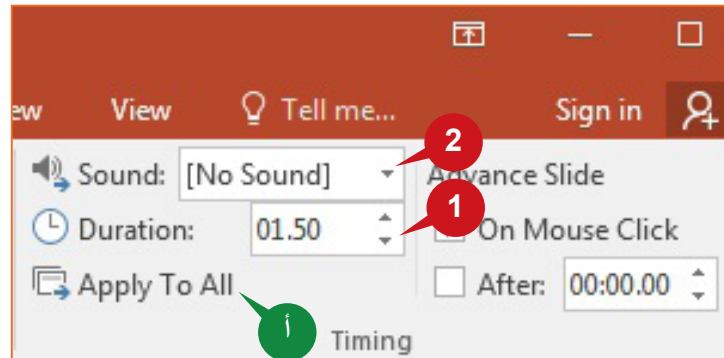 ew View Tell me... Sign in
Sound: [No Sound] 2 Advance Slide
Duration: 01.50 1 On Mouse Click
Apply To All أ After: 00:00.00
Timing